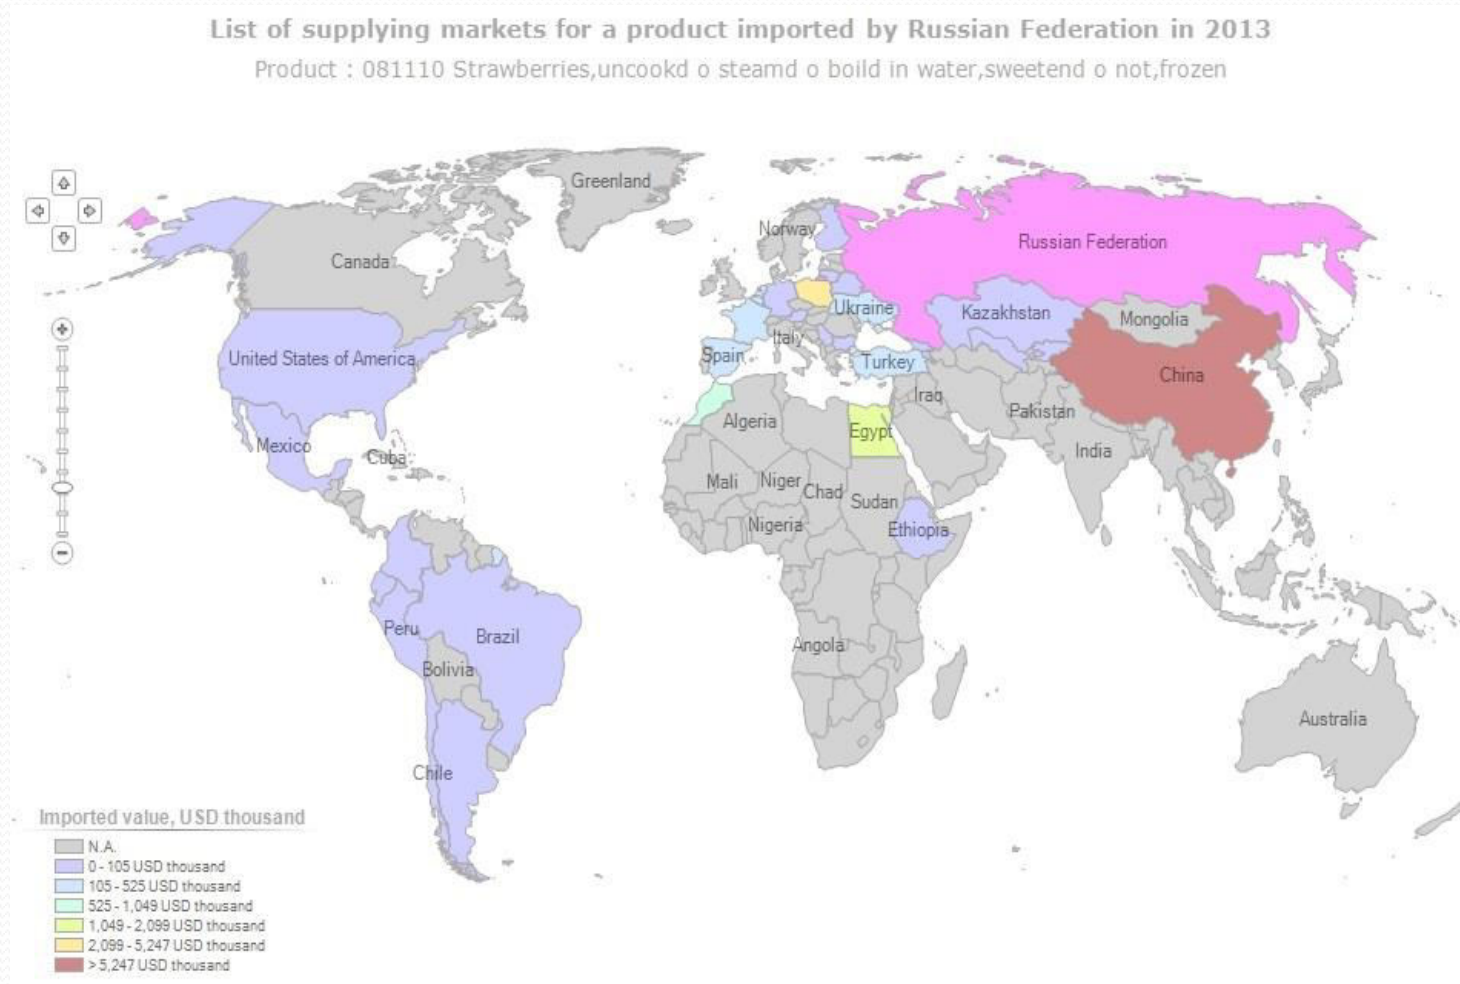 List of supplying markets for a product imported by Russian Federation in 2013
Product : 081110 Strawberries,uncookd o steamd o boild in water,sweetend o not,frozen
Greenland
Norway
Russian Federation
Canada
Ukraine
Kazakhstan
Mongolia
Italy
United States of America
Spain
Turkey
China
Iraq
Pakistan
Algeria
Egypt
Mexico
Cuba
India
Mali
Niger
Chad
Sudan
Nigeria
Ethiopia
Peru
Brazil
Angola
Bolivia
Australia
Chile
Imported value, USD thousand
N.A.
0 - 105 USD thousand
105 - 525 USD thousand
525 - 1,049 USD thousand
1,049 - 2,099 USD thousand
2,099 - 5,247 USD thousand
> 5,247 USD thousand